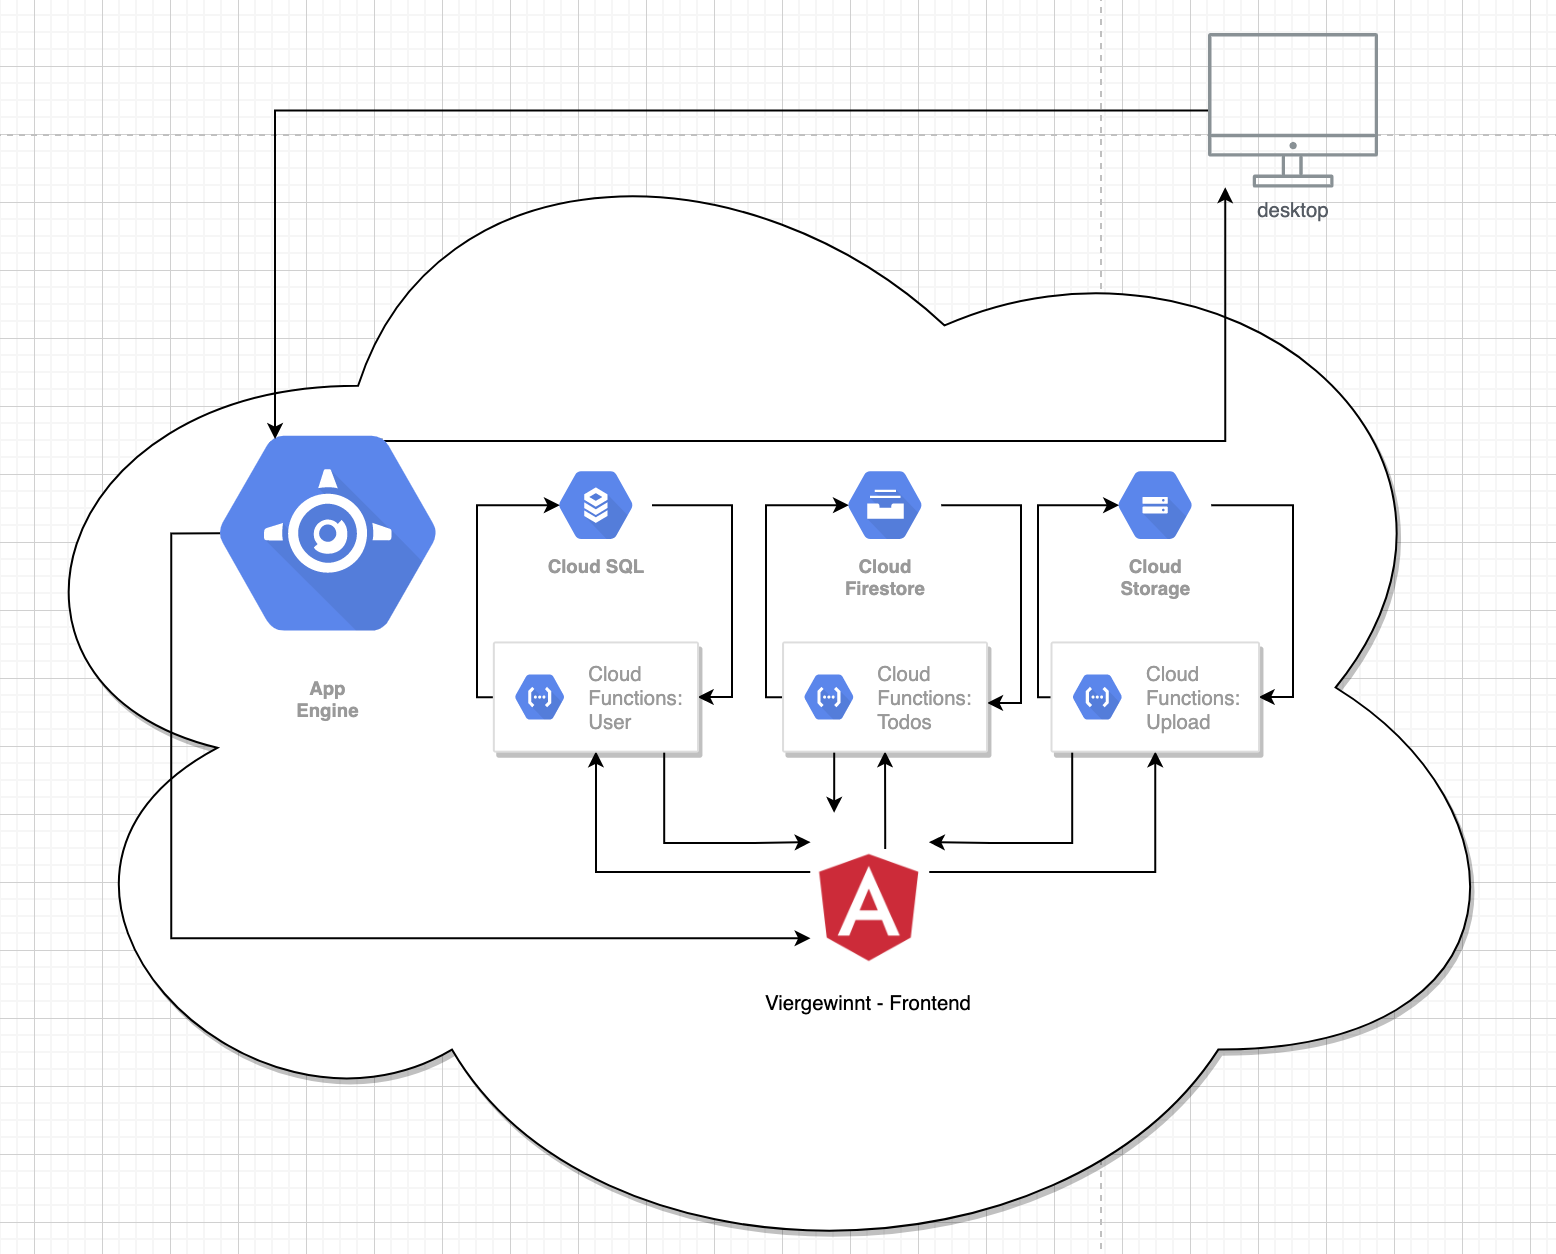 desktop
Cloud SQL
Cloud
Firestore
Cloud
Storage
App
Engine
Cloud
Functions:
User
Cloud
Functions:
Todos
Cloud
Functions:
Upload
A
Viergewinnt - Frontend